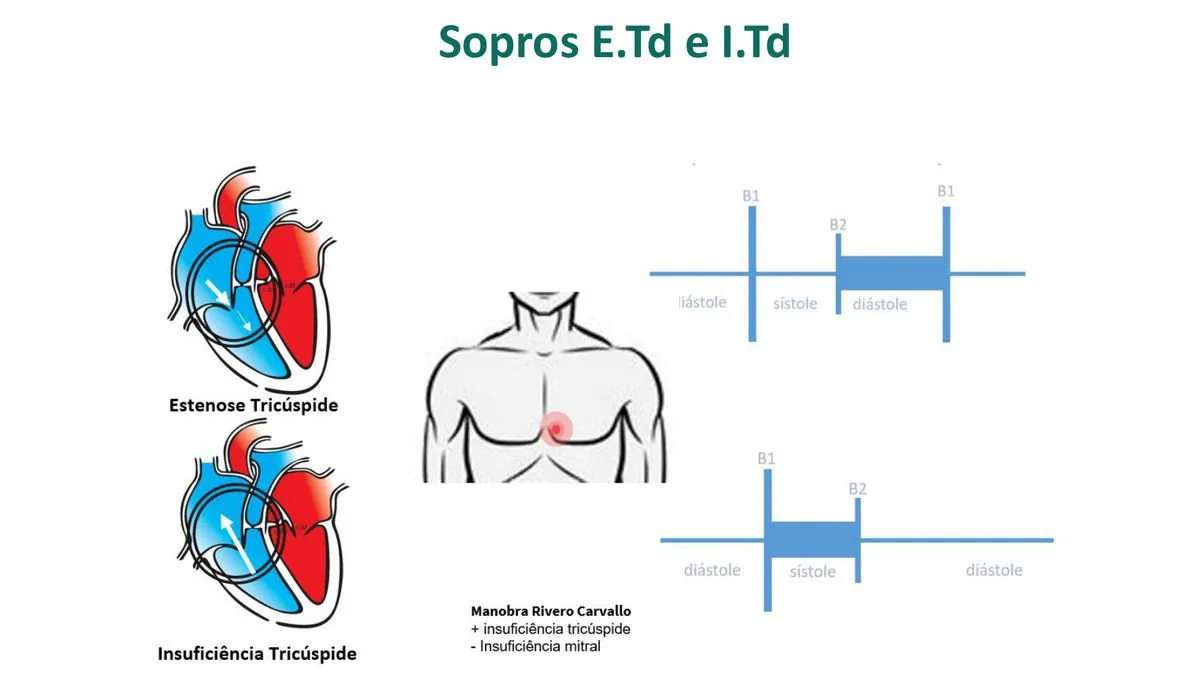 Sopros E.Td e I.Td
B1
B1
B2
diástole
sístole
diástole
Estenose Tricúspide
B1
B2
diástole
sístole
diástole
Manobra Rivero Carvallo
+ insuficiência tricúspide
- Insuficiência mitral
Insuficiência Tricúspide